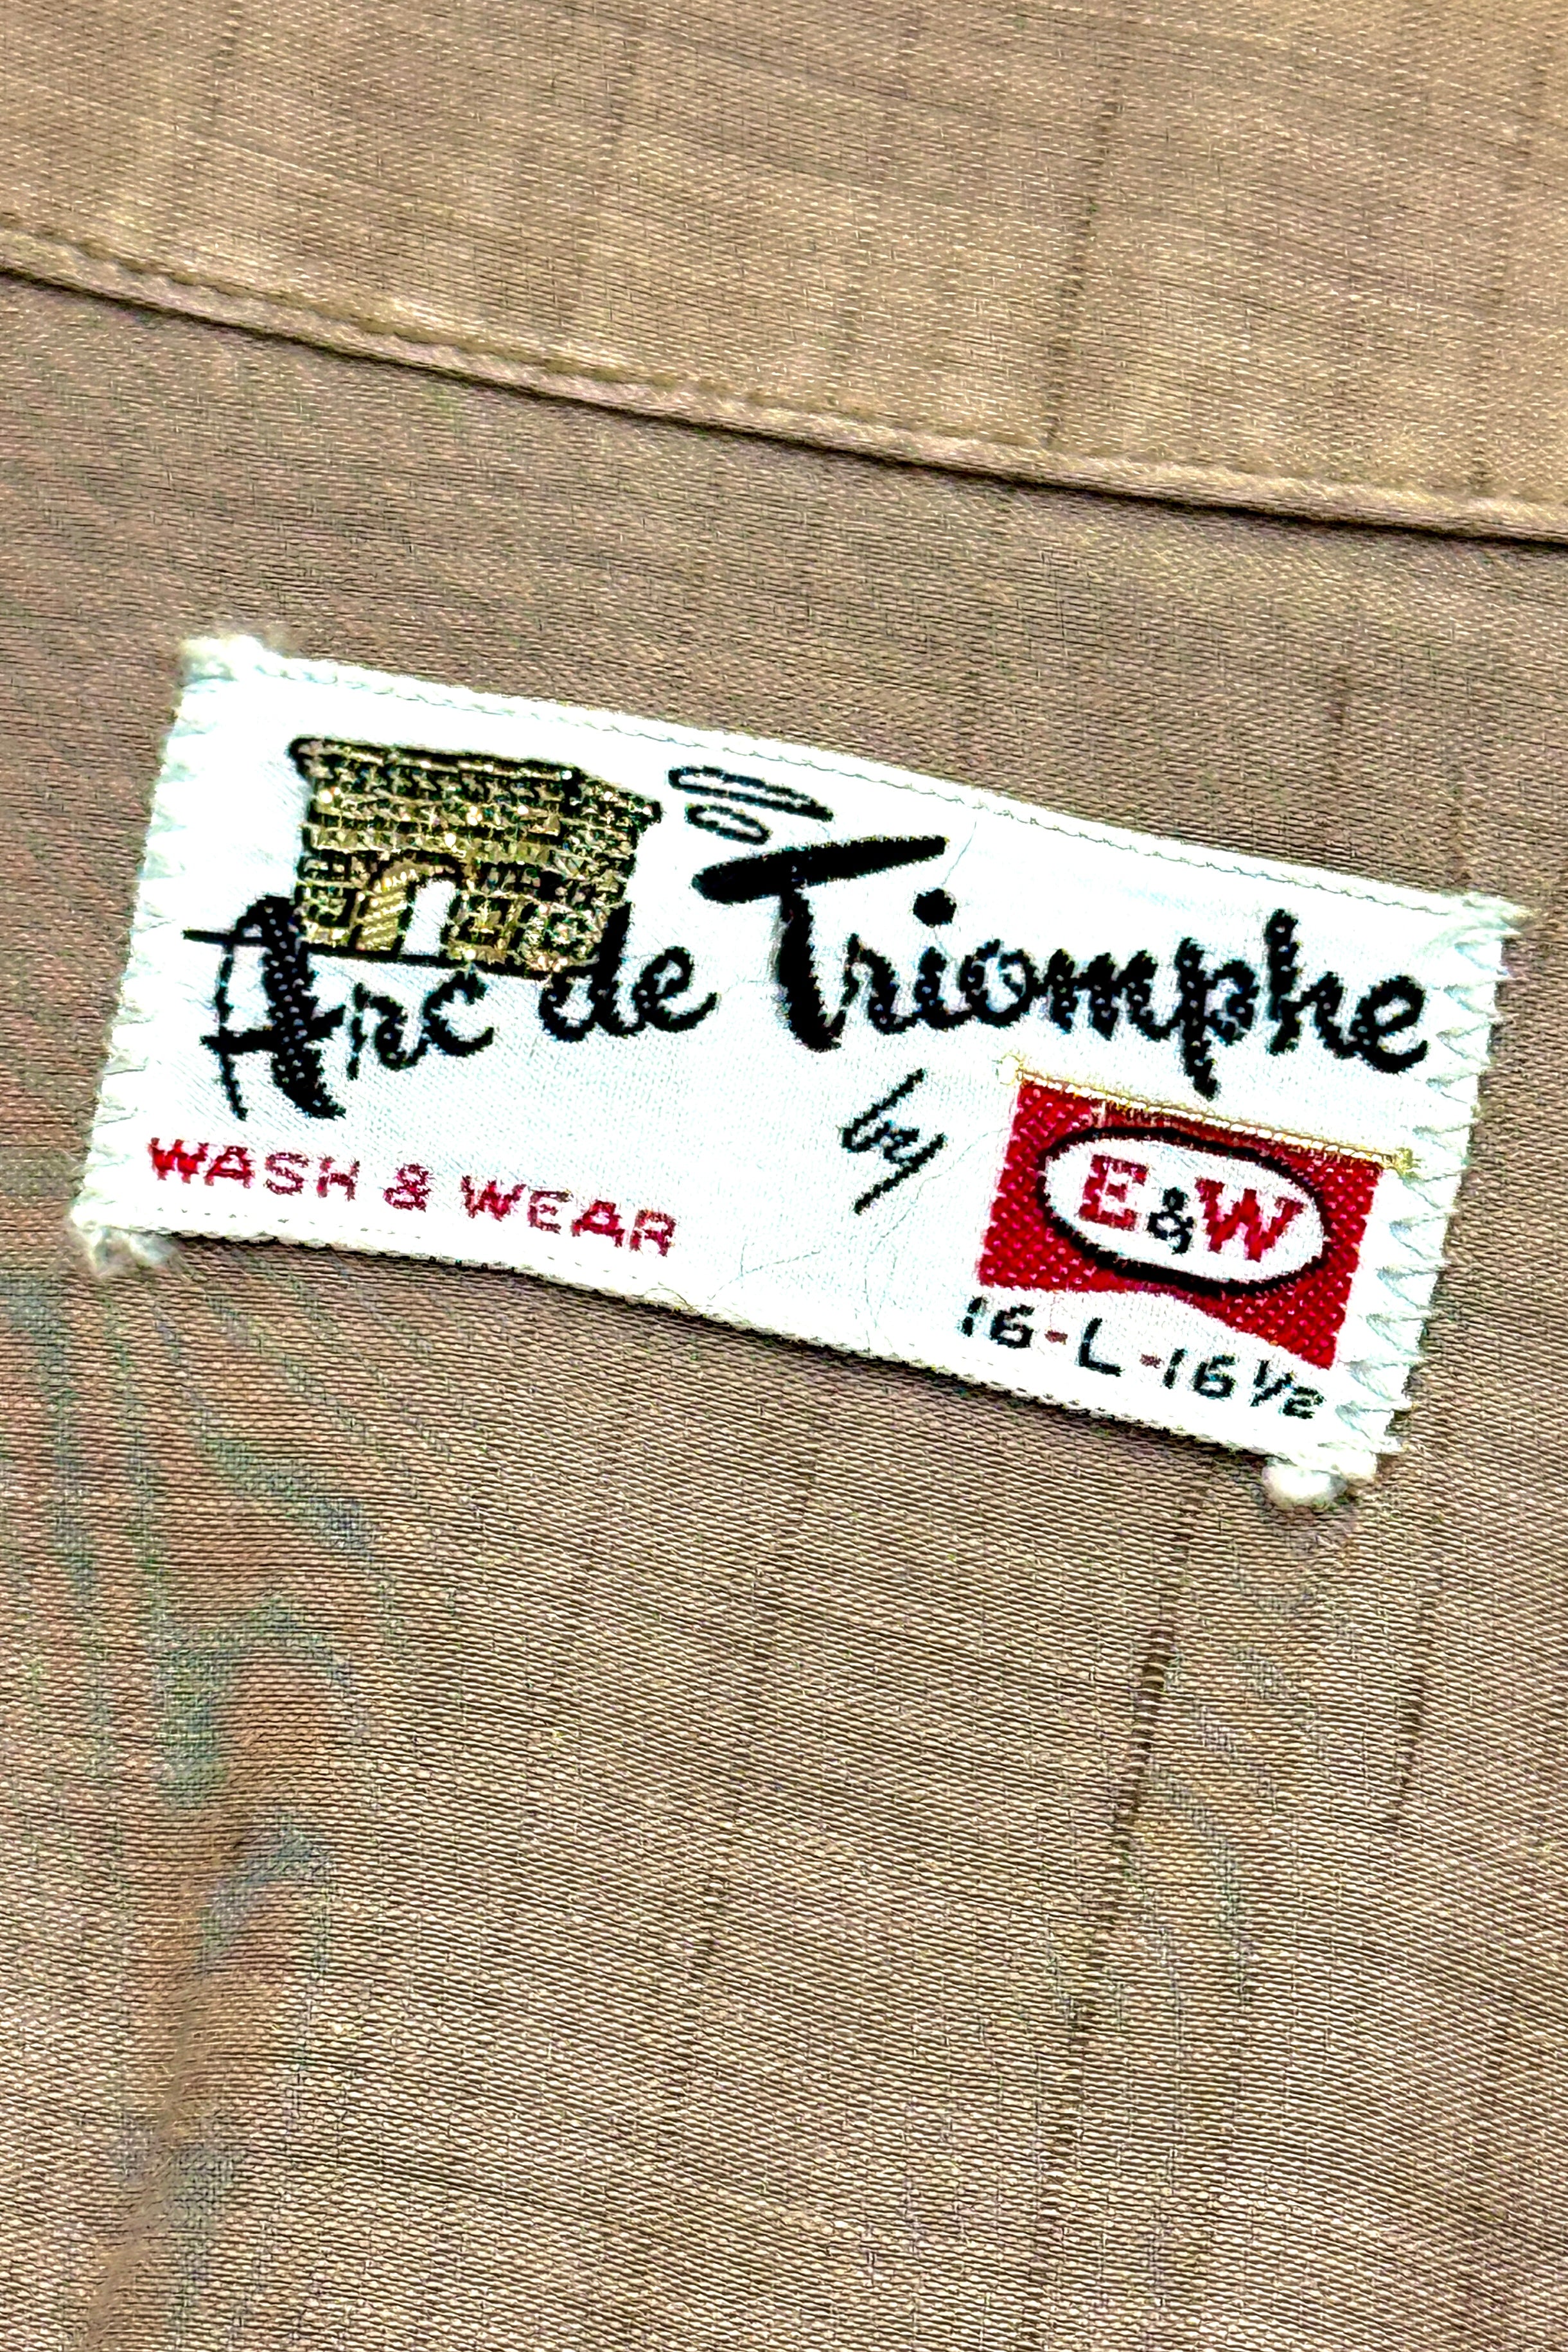 Arc de Triomphe
by E&W
WASH & WEAR
16-L-16½